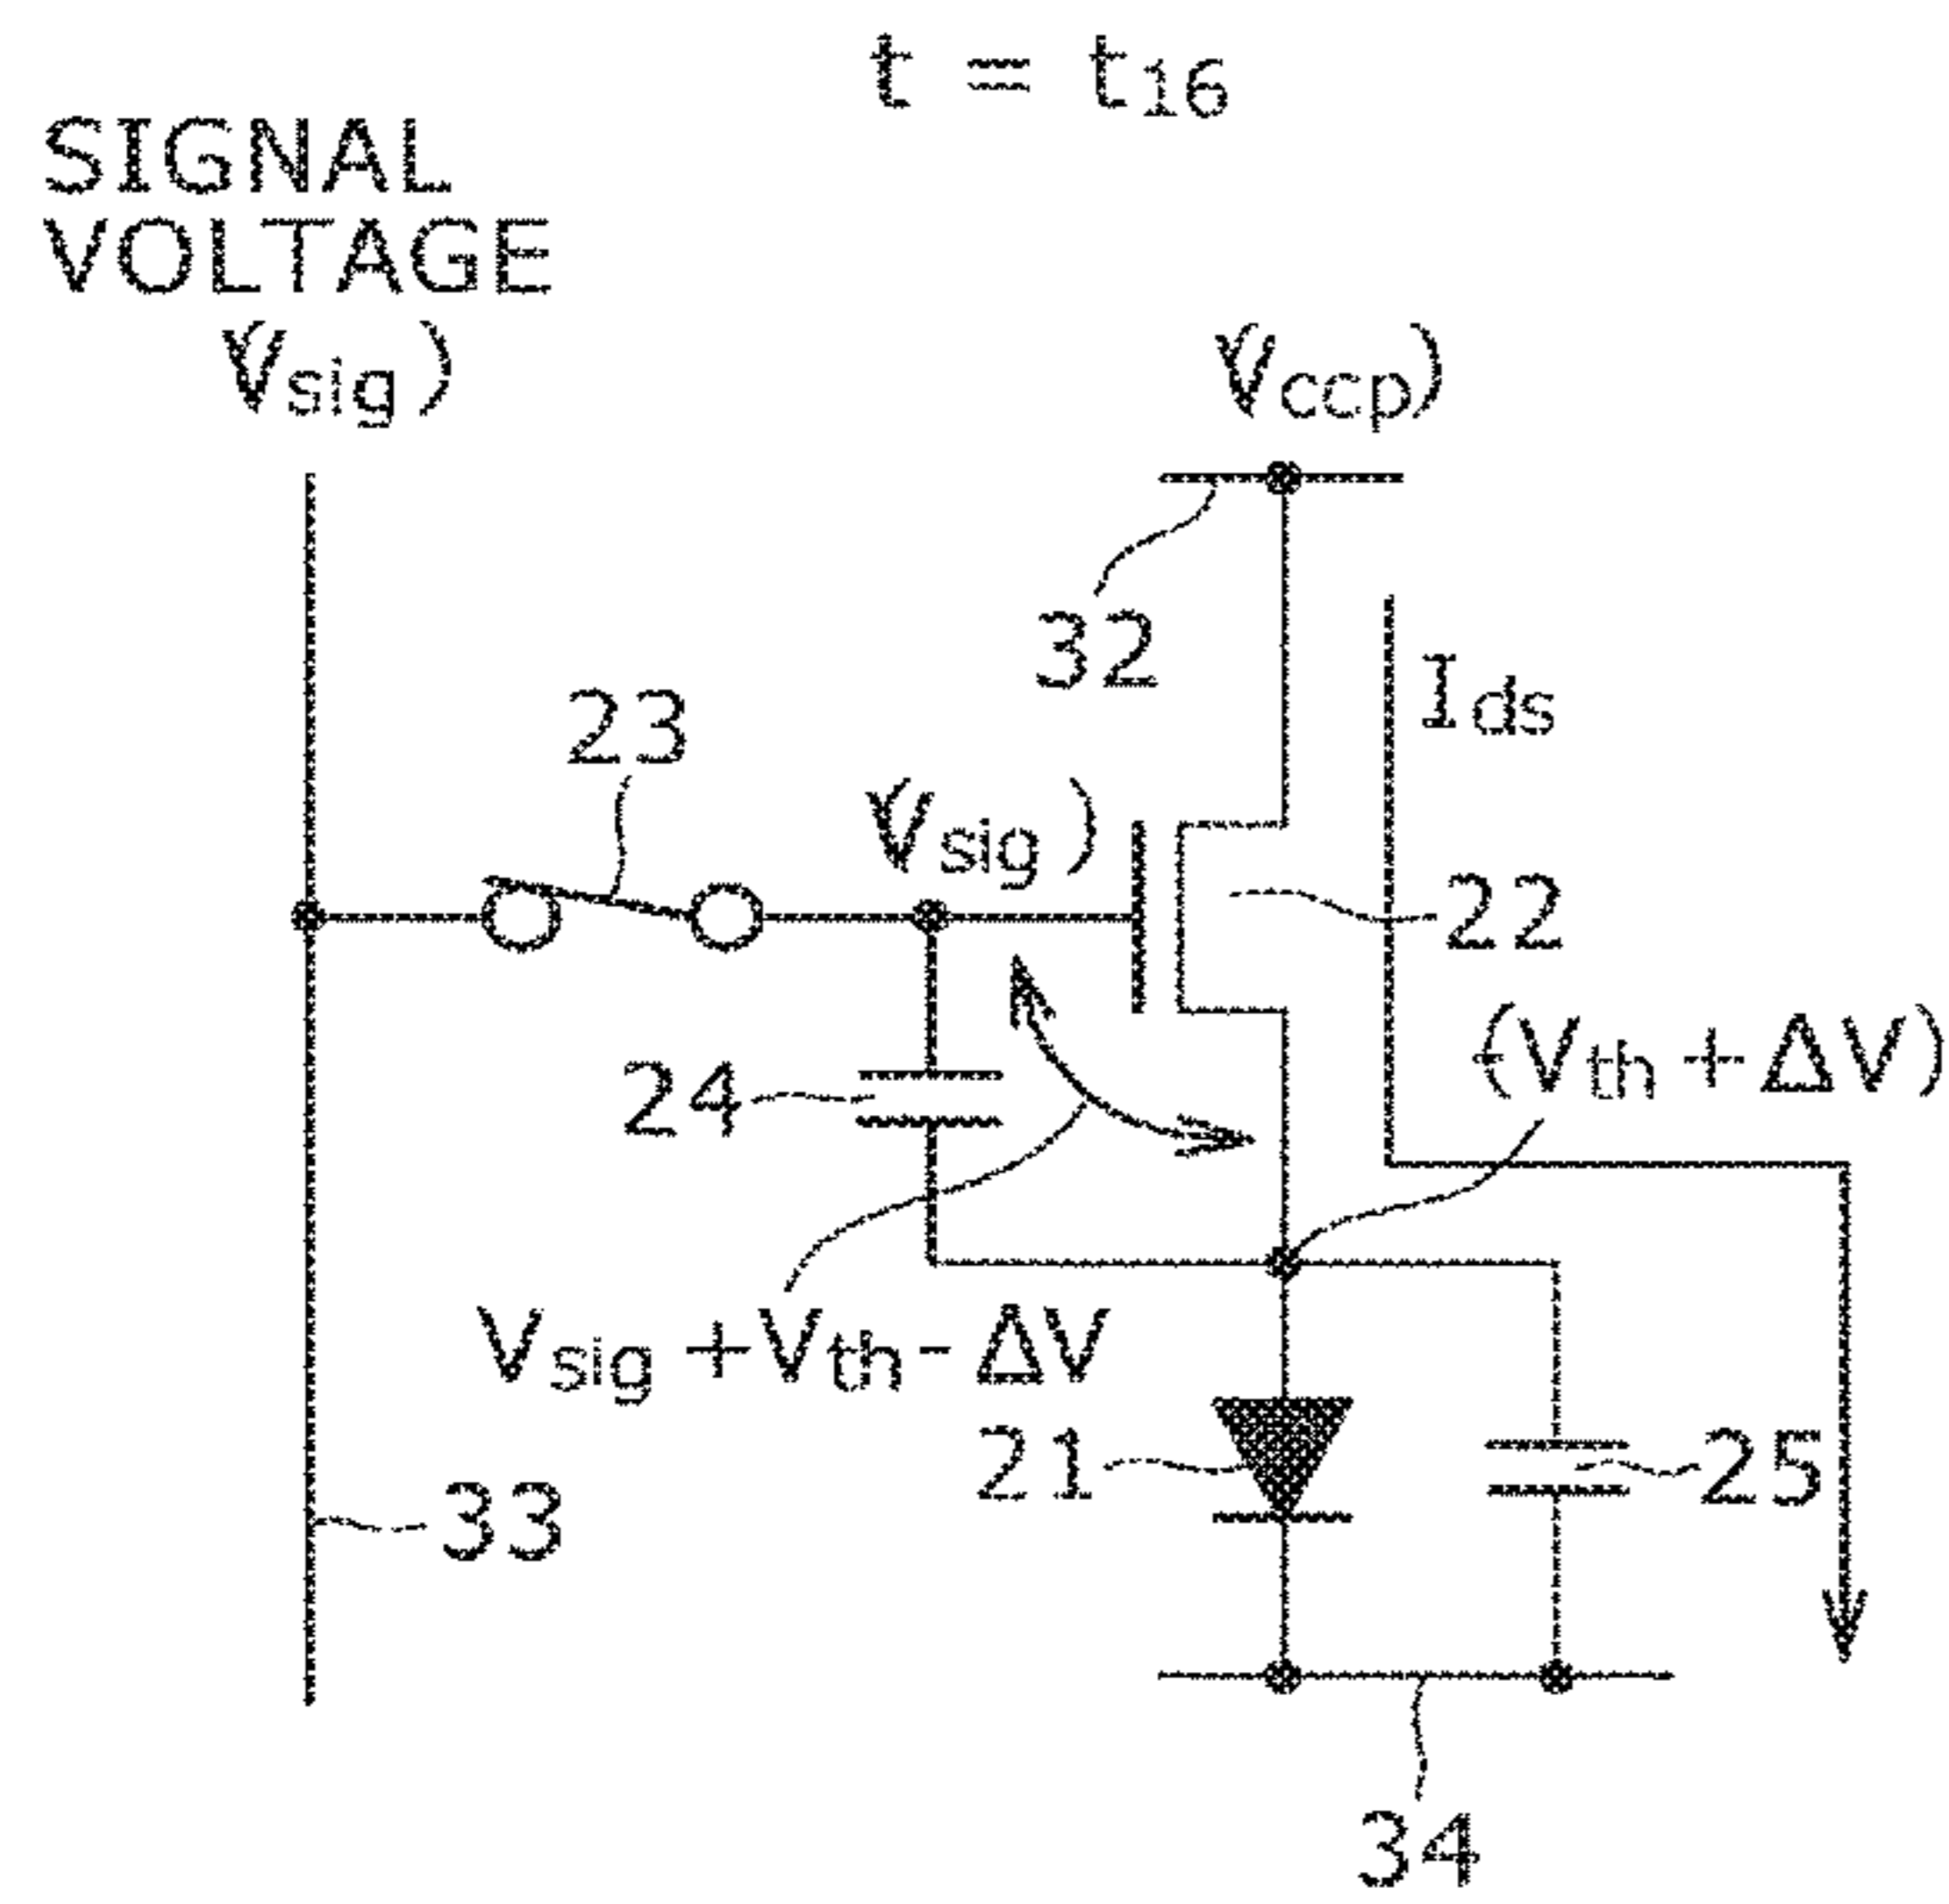 t = t16
SIGNAL
VOLTAGE
(Vsig)
(Vccp)
32
Ids
23
(Vsig)
22
24
(-Vth+ΔV)
Vsig+Vth-ΔV
21
25
33
34